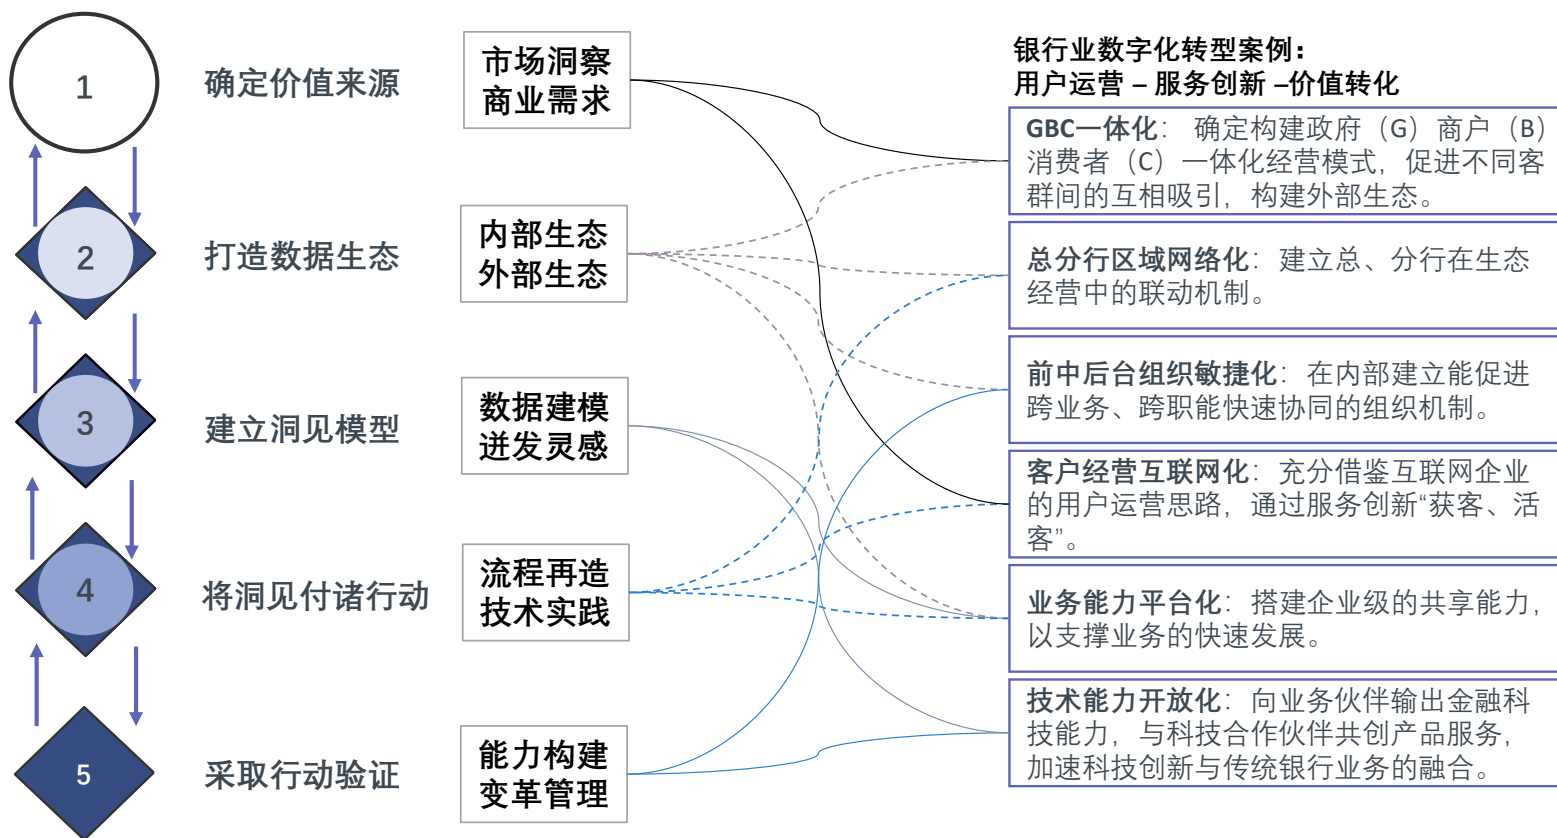 1
确定价值来源
市场洞察
商业需求
2
打造数据生态
内部生态
外部生态
3
建立洞见模型
数据建模
迸发灵感
4
将洞见付诸行动
流程再造
技术实践
5
采取行动验证
能力构建
变革管理
银行业数字化转型案例：
用户运营 – 服务创新 –价值转化
GBC一体化： 确定构建政府（G）商户（B）
消费者（C）一体化经营模式，促进不同客
群间的互相吸引，构建外部生态。
总分行区域网络化：建立总、分行在生态
经营中的联动机制。
前中后台组织敏捷化：在内部建立能促进
跨业务、跨职能快速协同的组织机制。
客户经营互联网化：充分借鉴互联网企业
的用户运营思路，通过服务创新“获客、活
客”。
业务能力平台化：搭建企业级的共享能力，
以支撑业务的快速发展。
技术能力开放化：向业务伙伴输出金融科
技能力，与科技合作伙伴共创产品服务，
加速科技创新与传统银行业务的融合。